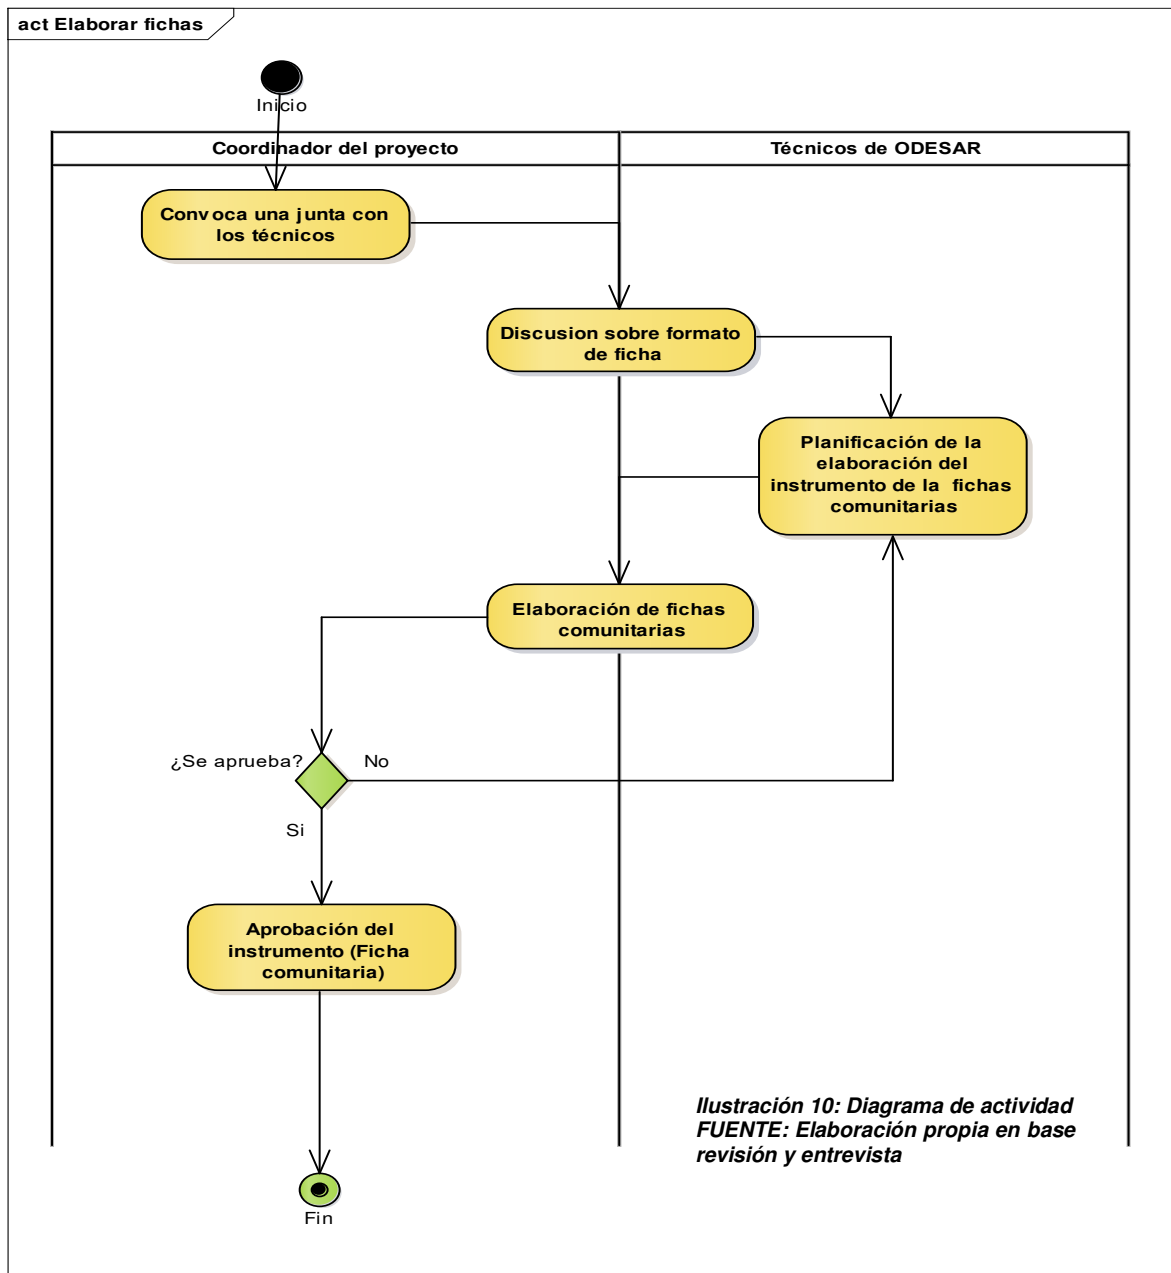 act Elaborar fichas
Inicio
Coordinador del proyecto
Técnicos de ODESAR
Convoca una junta con
los técnicos
Discusion sobre formato
de ficha
Planificación de la
elaboración del
instrumento de la fichas
comunitarias
Elaboración de fichas
comunitarias
¿Se aprueba?
No
Si
Aprobación del
instrumento (Ficha
comunitaria)
Ilustración 10: Diagrama de actividad
FUENTE: Elaboración propia en base
revisión y entrevista
Fin